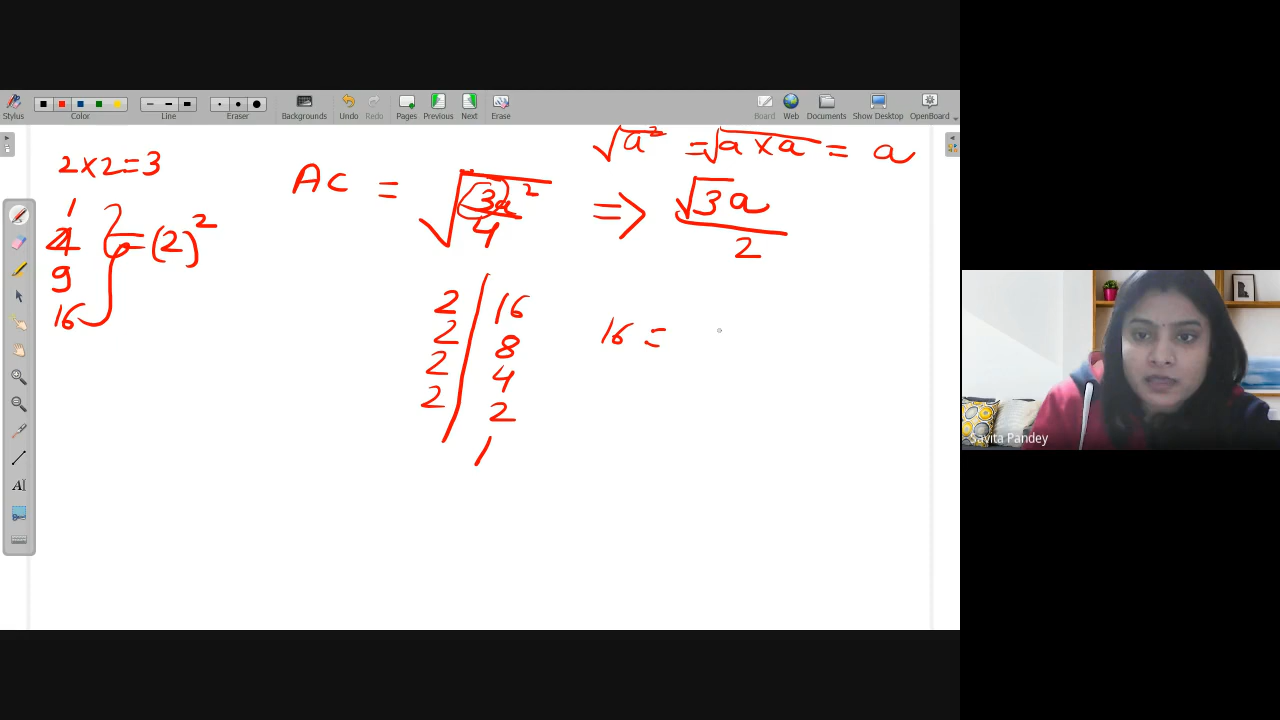 Stylus
Color
Line
Eraser
Backgrounds
Undo
Redo
Pages
Previous
Next
Erase
Board
Web
Documents
Show Desktop
OpenBoard
√a² = √a×a = a
2×2=3
AC = √(3a²/4) ⇒ √3a/2
1
4 = (2)²
9
16
2 | 16
2 | 8
2 | 4
2 | 2
1
16 =
Savita Pandey